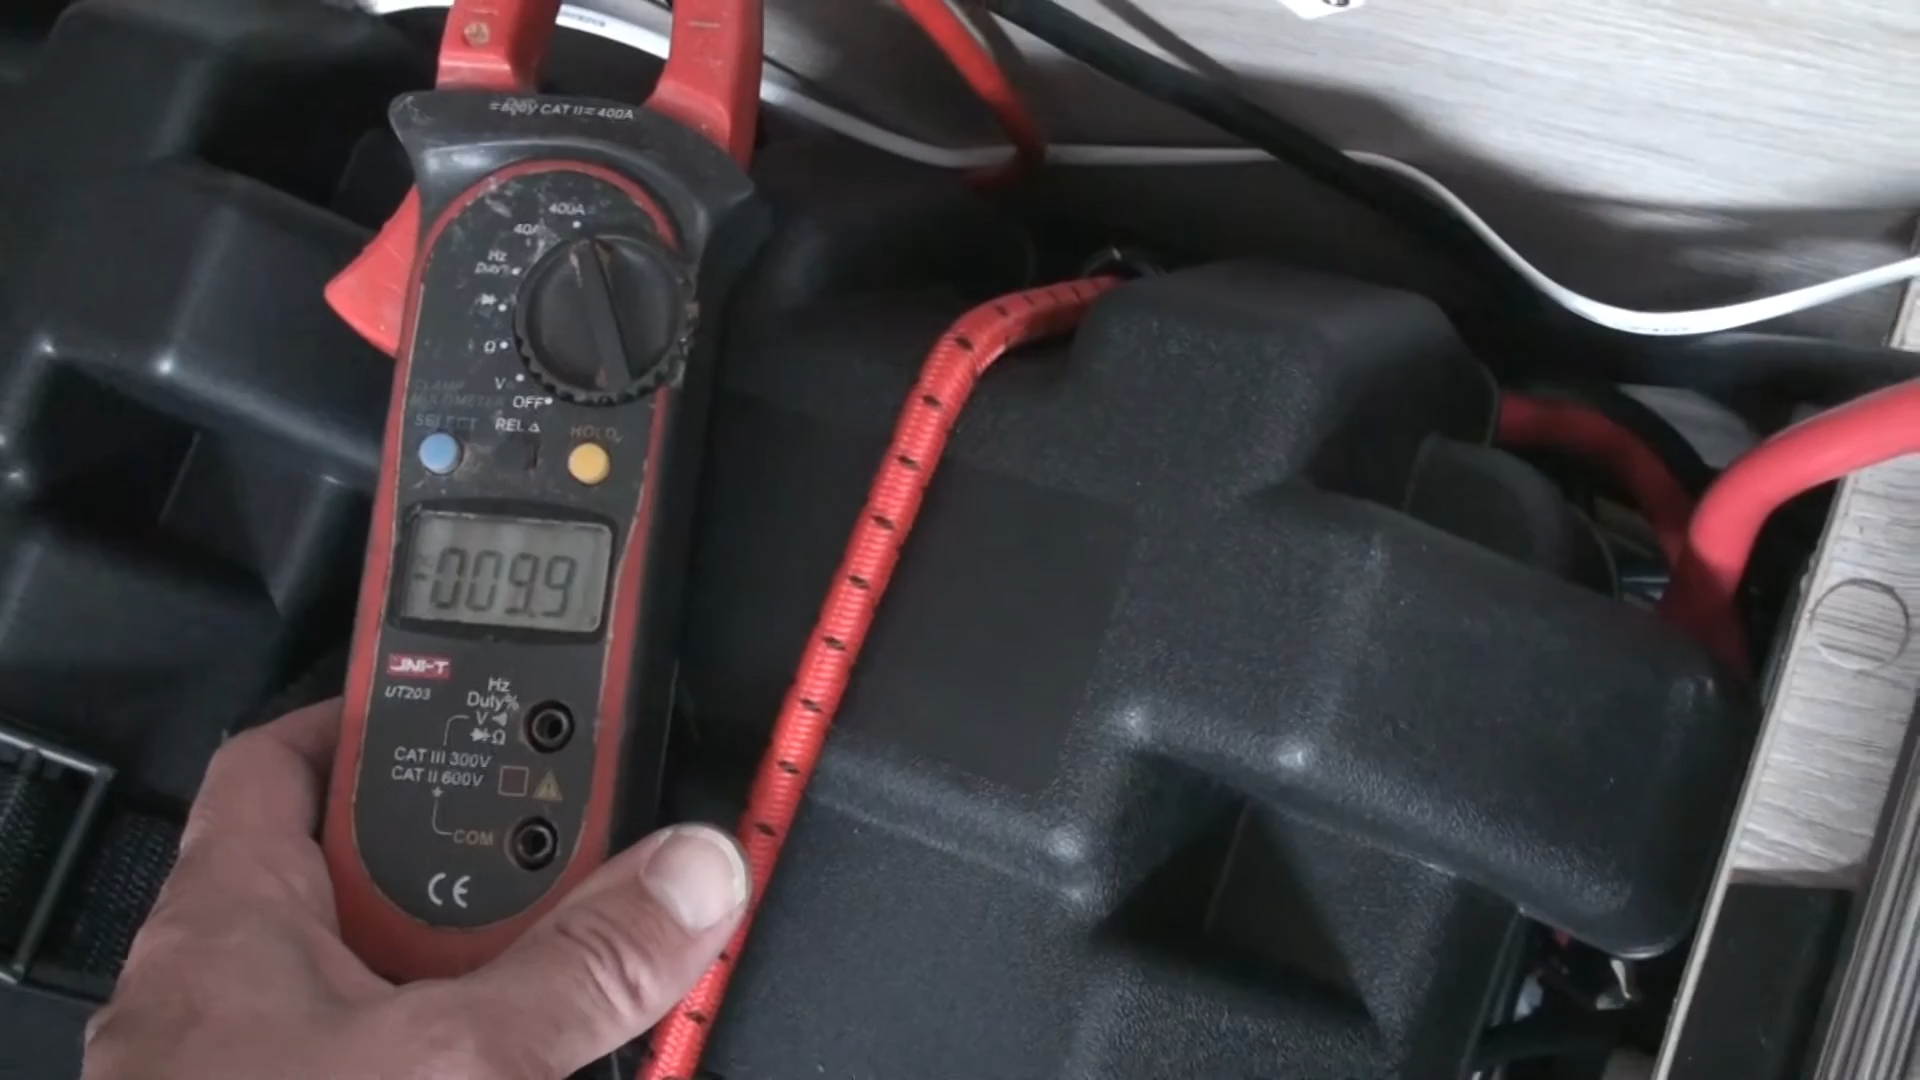 ≂600V CAT II≂400A
400A
40A
Hz
Duty%
Ω
V
OFF
CLAMP
MULTIMETER
SELECT REL△ HOLD
-009.9
UNI-T
UT203
Hz
Duty%
V
Ω
CAT III 300V
CAT II 600V
COM
CE